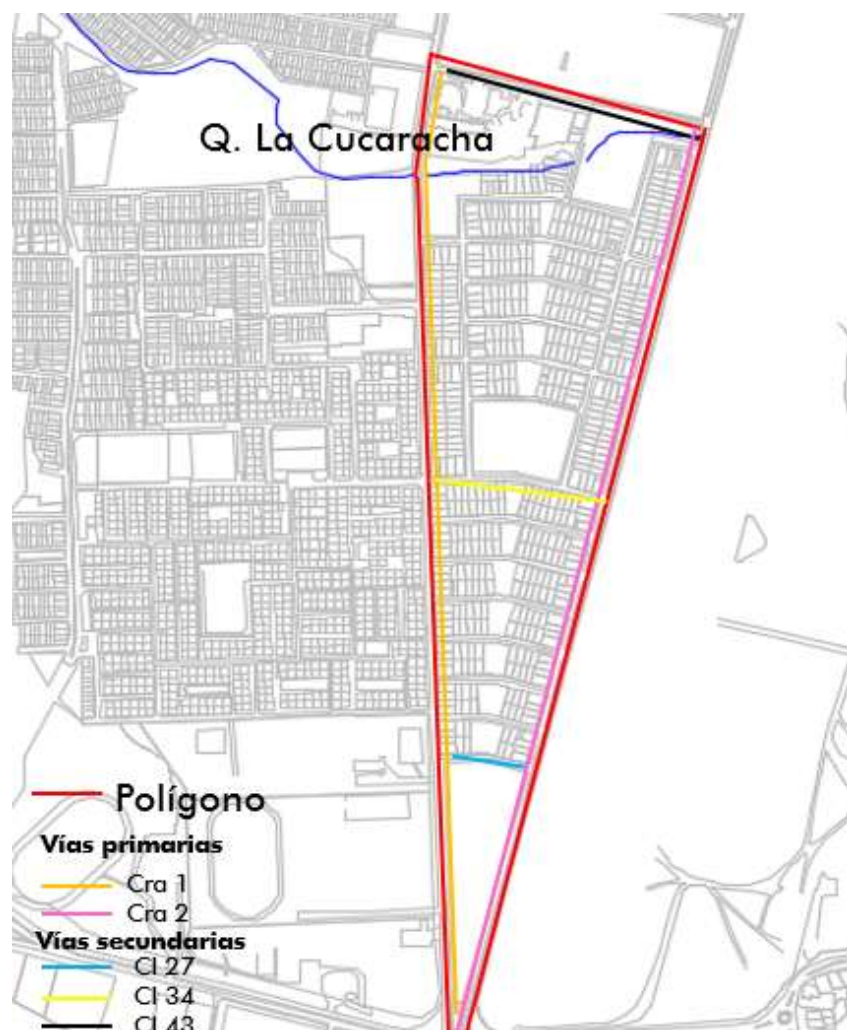 Q. La Cucaracha
Polígono
Vías primarias
Cra 1
Cra 2
Vías secundarias
Cl 27
Cl 34
Cl 43